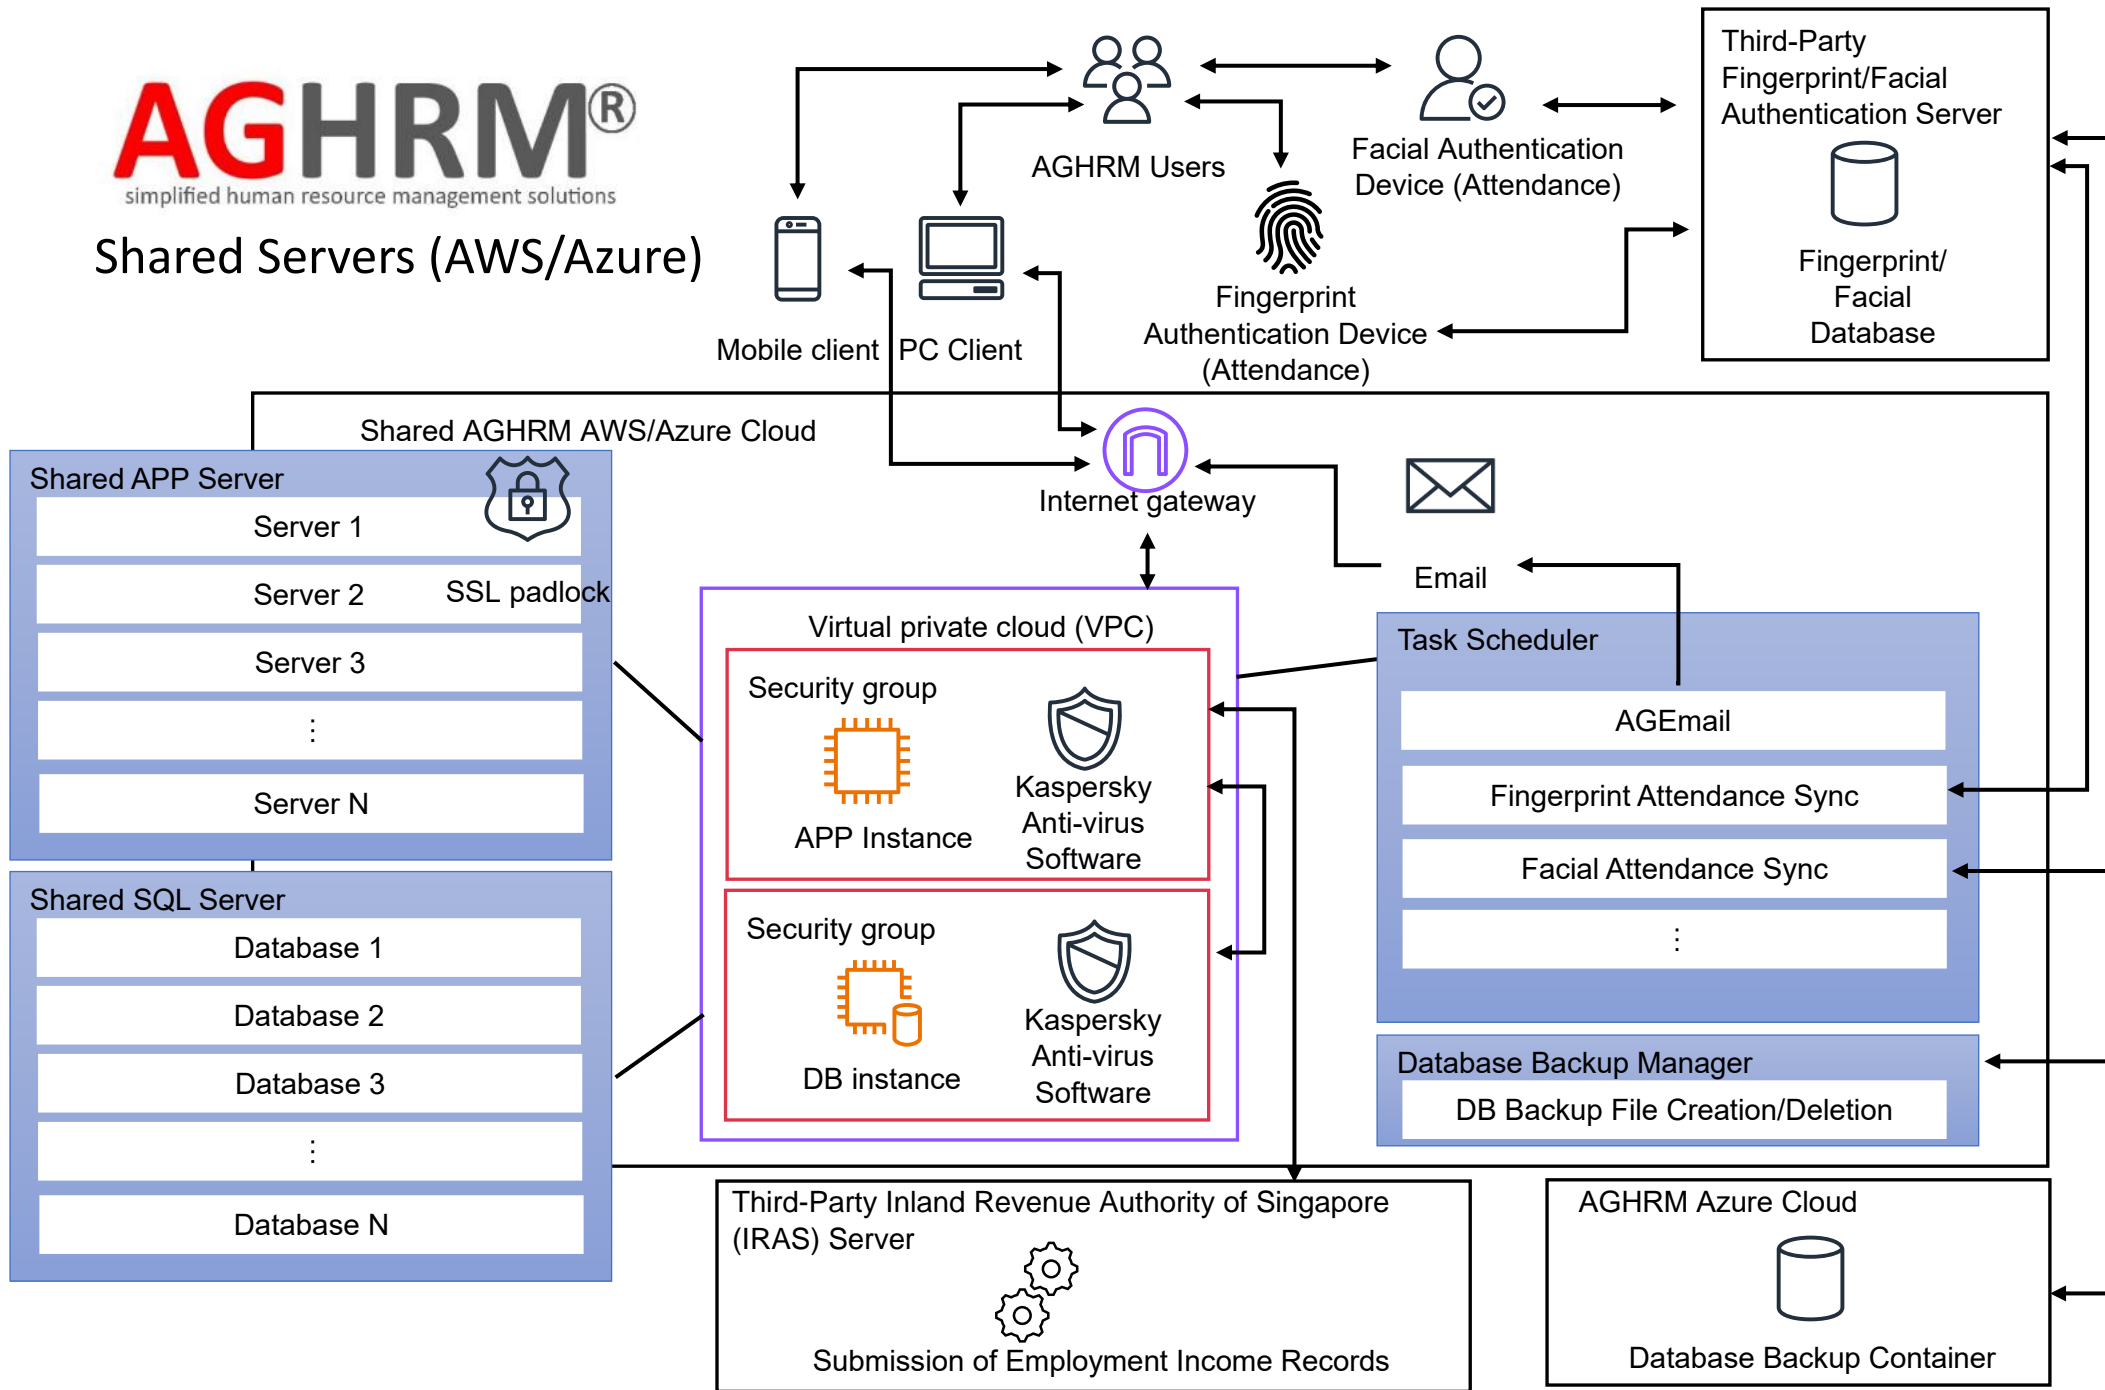 AGHRM®
simplified human resource management solutions
Shared Servers (AWS/Azure)
AGHRM Users
Facial Authentication
Device (Attendance)
Third-Party
Fingerprint/Facial
Authentication Server
Fingerprint/
Facial
Database
Mobile client
PC Client
Fingerprint
Authentication Device
(Attendance)
Shared AGHRM AWS/Azure Cloud
Internet gateway
Email
Shared APP Server
Server 1
Server 2
SSL padlock
Server 3
⋮
Server N
Shared SQL Server
Database 1
Database 2
Database 3
⋮
Database N
Virtual private cloud (VPC)
Security group
APP Instance
Kaspersky
Anti-virus
Software
Security group
DB instance
Kaspersky
Anti-virus
Software
Task Scheduler
AGEmail
Fingerprint Attendance Sync
Facial Attendance Sync
⋮
Database Backup Manager
DB Backup File Creation/Deletion
Third-Party Inland Revenue Authority of Singapore
(IRAS) Server
Submission of Employment Income Records
AGHRM Azure Cloud
Database Backup Container